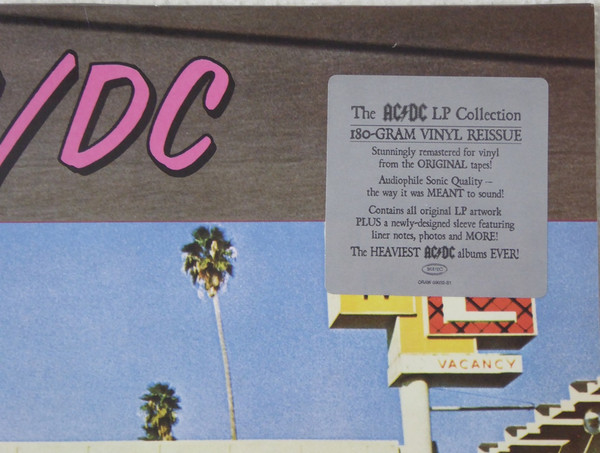 /DC
The AC⚡DC LP Collection
180-GRAM VINYL REISSUE
Stunningly remastered for vinyl
from the ORIGINAL tapes!
Audiophile Sonic Quality –
the way it was MEANT to sound!
Contains all original LP artwork
PLUS a newly-designed sleeve featuring
liner notes, photos and MORE!
The HEAVIEST AC⚡DC albums EVER!
L
VACANCY